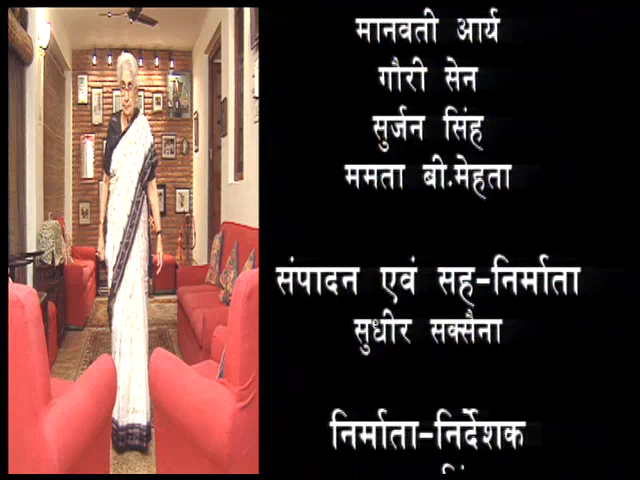 मानवती आर्य
गौरी सेन
सुर्जन सिंह
ममता बी.मेहता
संपादन एवं सह-निर्माता
सुधीर सक्सैना
निर्माता-निर्देशक